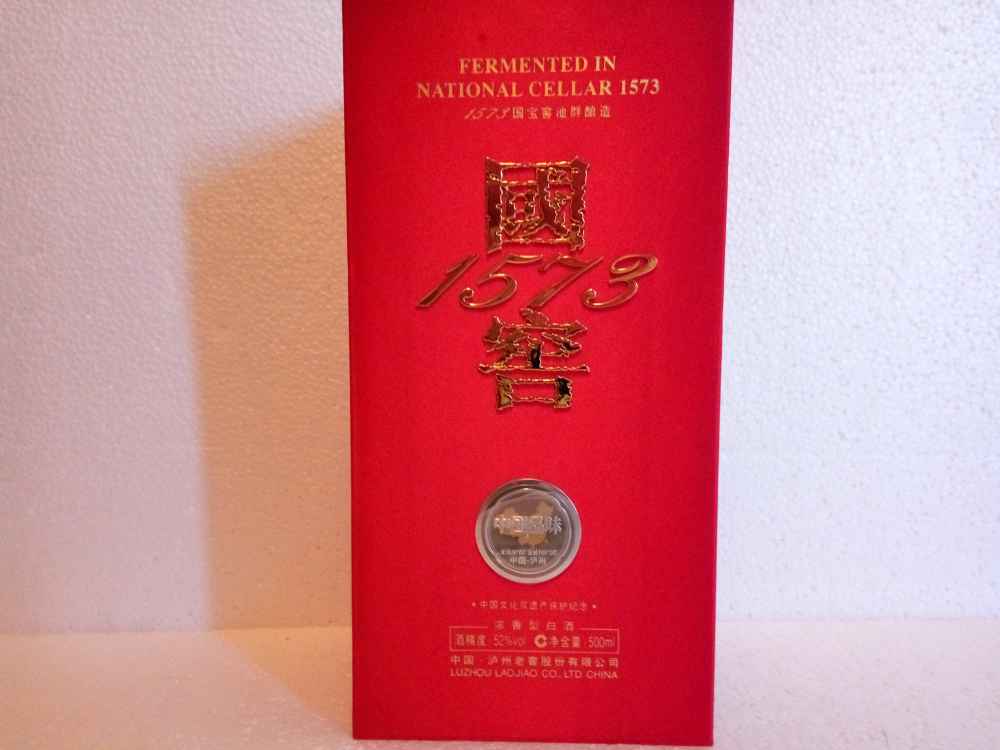 FERMENTED IN
NATIONAL CELLAR 1573
1573国宝窖池群酿造
國
1573
窖
中国品味
中国·泸州
•中国文化双遗产保护纪念•
浓香型白酒
酒精度:52%vol 净含量:500ml
中国·泸州老窖股份有限公司
LUZHOU LAOJIAO CO., LTD CHINA